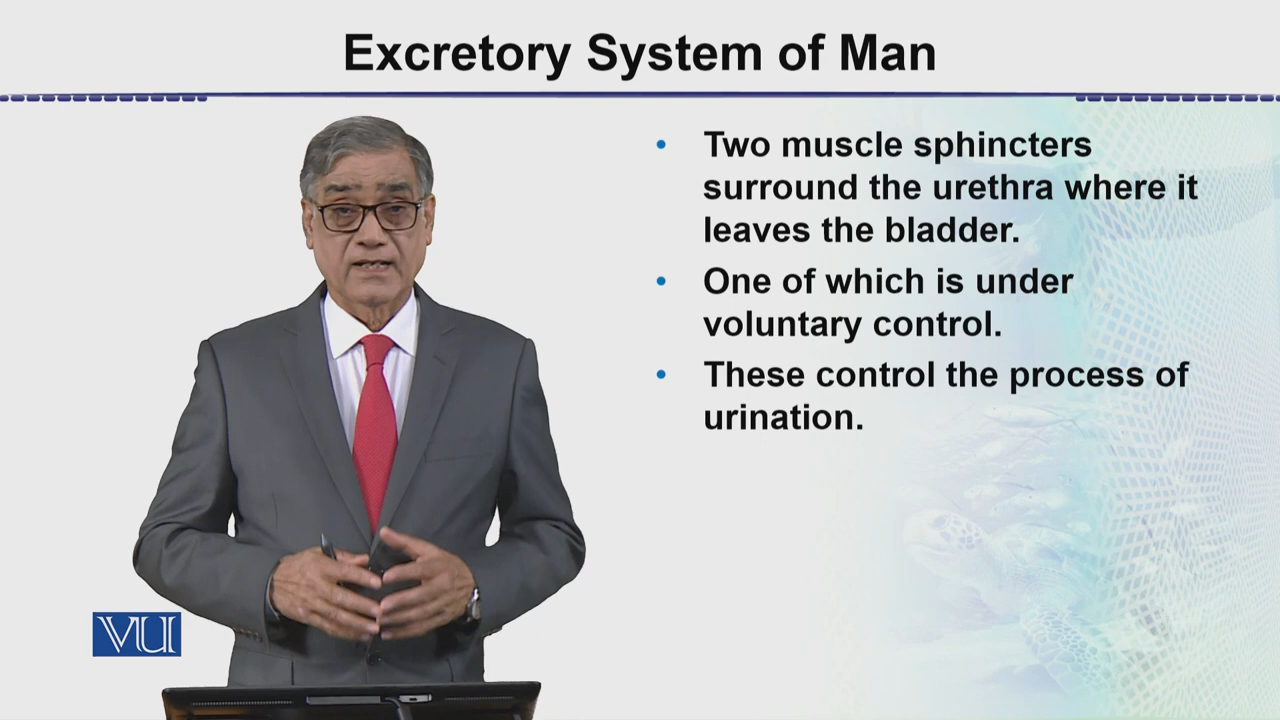 Excretory System of Man
• Two muscle sphincters
surround the urethra where it
leaves the bladder.
• One of which is under
voluntary control.
• These control the process of
urination.
VU